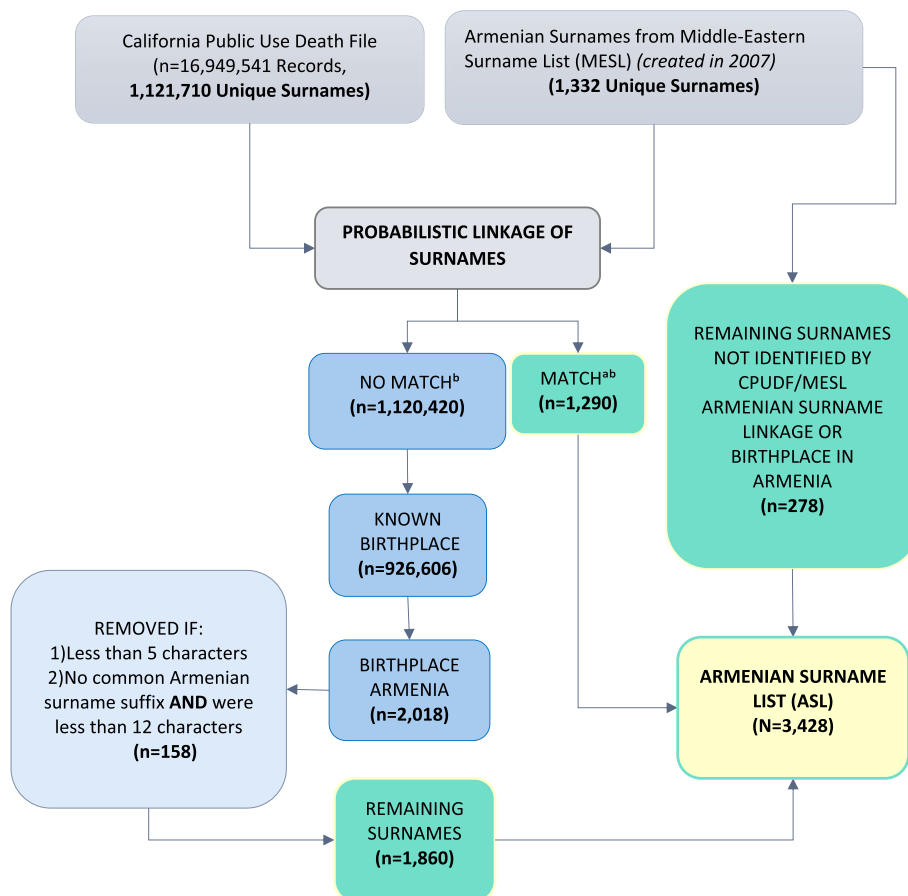 California Public Use Death File
(n=16,949,541 Records,
1,121,710 Unique Surnames)
Armenian Surnames from Middle-Eastern
Surname List (MESL) (created in 2007)
(1,332 Unique Surnames)
PROBABILISTIC LINKAGE OF
SURNAMES
NO MATCHᵇ
(n=1,120,420)
MATCHᵃᵇ
(n=1,290)
REMAINING SURNAMES
NOT IDENTIFIED BY
CPUDF/MESL
ARMENIAN SURNAME
LINKAGE OR
BIRTHPLACE IN
ARMENIA
(n=278)
KNOWN
BIRTHPLACE
(n=926,606)
REMOVED IF:
1)Less than 5 characters
2)No common Armenian
surname suffix AND were
less than 12 characters
(n=158)
BIRTHPLACE
ARMENIA
(n=2,018)
ARMENIAN SURNAME
LIST (ASL)
(N=3,428)
REMAINING
SURNAMES
(n=1,860)